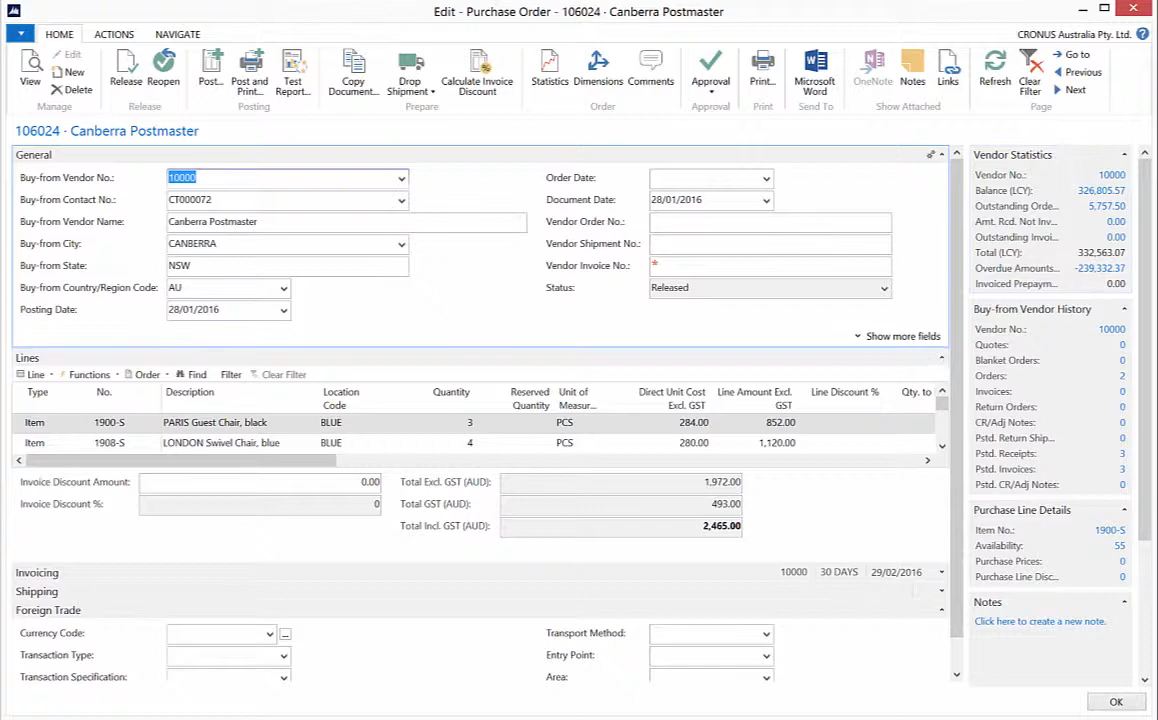 Edit - Purchase Order - 106024 - Canberra Postmaster
HOME ACTIONS NAVIGATE CRONUS Australia Pty. Ltd.
View Edit New Delete Manage
Release Reopen Release
Post... Post and Print... Test Report... Posting
Copy Document... Drop Shipment Calculate Invoice Discount Prepare
Statistics Dimensions Comments Order
Approval Approval
Print... Print
Microsoft Word Send To
OneNote Notes Links Show Attached
Refresh Clear Filter Go to Previous Next Page
106024 · Canberra Postmaster
General
Buy-from Vendor No.: 10000
Buy-from Contact No.: CT000072
Buy-from Vendor Name: Canberra Postmaster
Buy-from City: CANBERRA
Buy-from State: NSW
Buy-from Country/Region Code: AU
Posting Date: 28/01/2016
Order Date:
Document Date: 28/01/2016
Vendor Order No.:
Vendor Shipment No.:
Vendor Invoice No.: *
Status: Released
Show more fields
Lines
Line Functions Order Find Filter Clear Filter
Type No. Description Location Code Quantity Reserved Quantity Unit of Measur... Direct Unit Cost Excl. GST Line Amount Excl. GST Line Discount % Qty. to
Item 1900-S PARIS Guest Chair, black BLUE 3 PCS 284.00 852.00
Item 1908-S LONDON Swivel Chair, blue BLUE 4 PCS 280.00 1,120.00
Invoice Discount Amount: 0.00
Invoice Discount %: 0
Total Excl. GST (AUD): 1,972.00
Total GST (AUD): 493.00
Total Incl. GST (AUD): 2,465.00
Invoicing 10000 30 DAYS 29/02/2016
Shipping
Foreign Trade
Currency Code:
Transaction Type:
Transaction Specification:
Transport Method:
Entry Point:
Area:
Vendor Statistics
Vendor No.: 10000
Balance (LCY): 326,805.57
Outstanding Orde... 5,757.50
Amt. Rcd. Not Inv... 0.00
Outstanding Invoi... 0.00
Total (LCY): 332,563.07
Overdue Amounts... -239,332.37
Invoiced Prepaym... 0.00
Buy-from Vendor History
Vendor No.: 10000
Quotes: 0
Blanket Orders: 0
Orders: 2
Invoices: 0
Return Orders: 0
CR/Adj Notes: 0
Pstd. Return Ship... 0
Pstd. Receipts: 3
Pstd. Invoices: 3
Pstd. CR/Adj Notes: 0
Purchase Line Details
Item No.: 1900-S
Availability: 55
Purchase Prices: 0
Purchase Line Disc... 0
Notes
Click here to create a new note.
OK